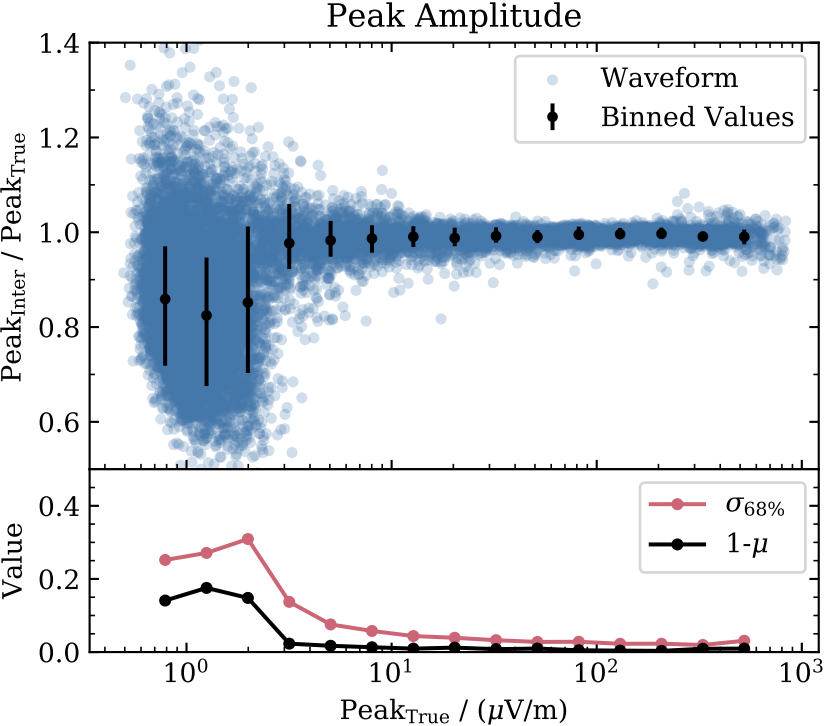 Peak Amplitude
1.4
1.2
1.0
0.8
0.6
Peak_Inter / Peak_True
Waveform
Binned Values
0.4
0.2
0.0
Value
σ_68%
1-μ
10^0
10^1
10^2
10^3
Peak_True / (μV/m)